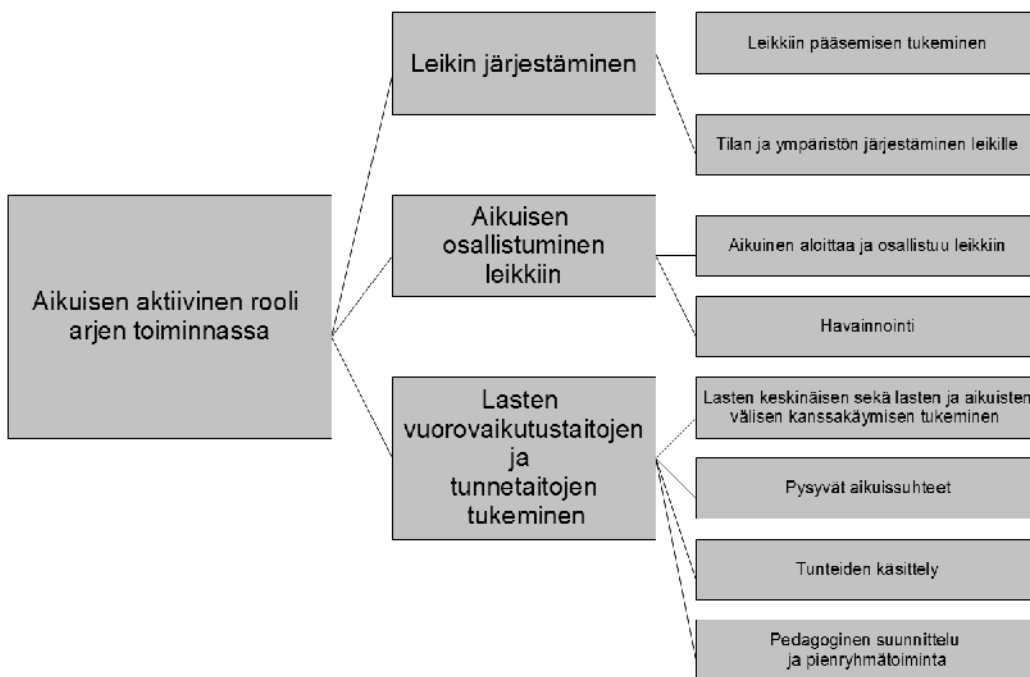 Aikuisen aktiivinen rooli
arjen toiminnassa
Leikin järjestäminen
Leikkiin pääsemisen tukeminen
Tilan ja ympäristön järjestäminen leikille
Aikuisen
osallistuminen
leikkiin
Aikuinen aloittaa ja osallistuu leikkiin
Havainnointi
Lasten
vuorovaikutustaitojen
ja
tunnetaitojen
tukeminen
Lasten keskinäisen sekä lasten ja aikuisten
välisen kanssakäymisen tukeminen
Pysyvät aikuissuhteet
Tunteiden käsittely
Pedagoginen suunnittelu
ja pienryhmätoiminta